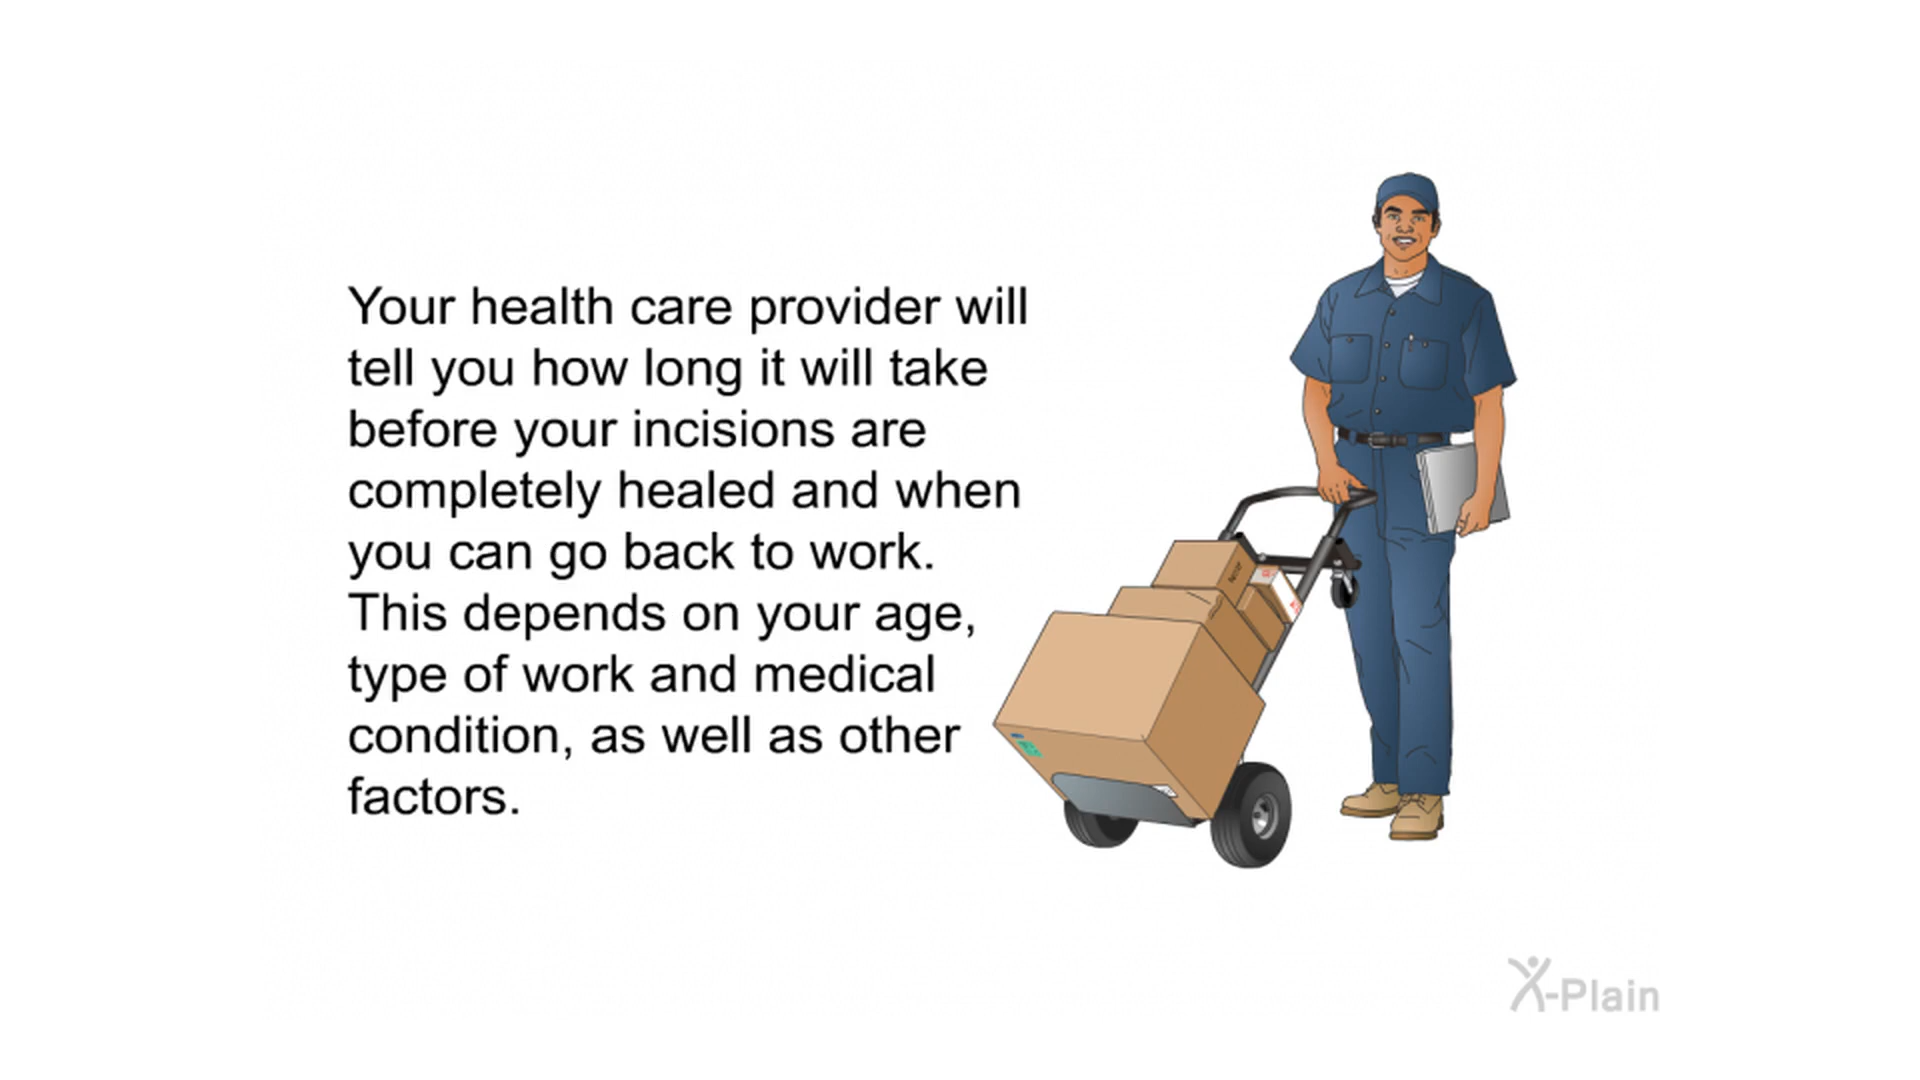 Your health care provider will
tell you how long it will take
before your incisions are
completely healed and when
you can go back to work.
This depends on your age,
type of work and medical
condition, as well as other
factors.
X-Plain